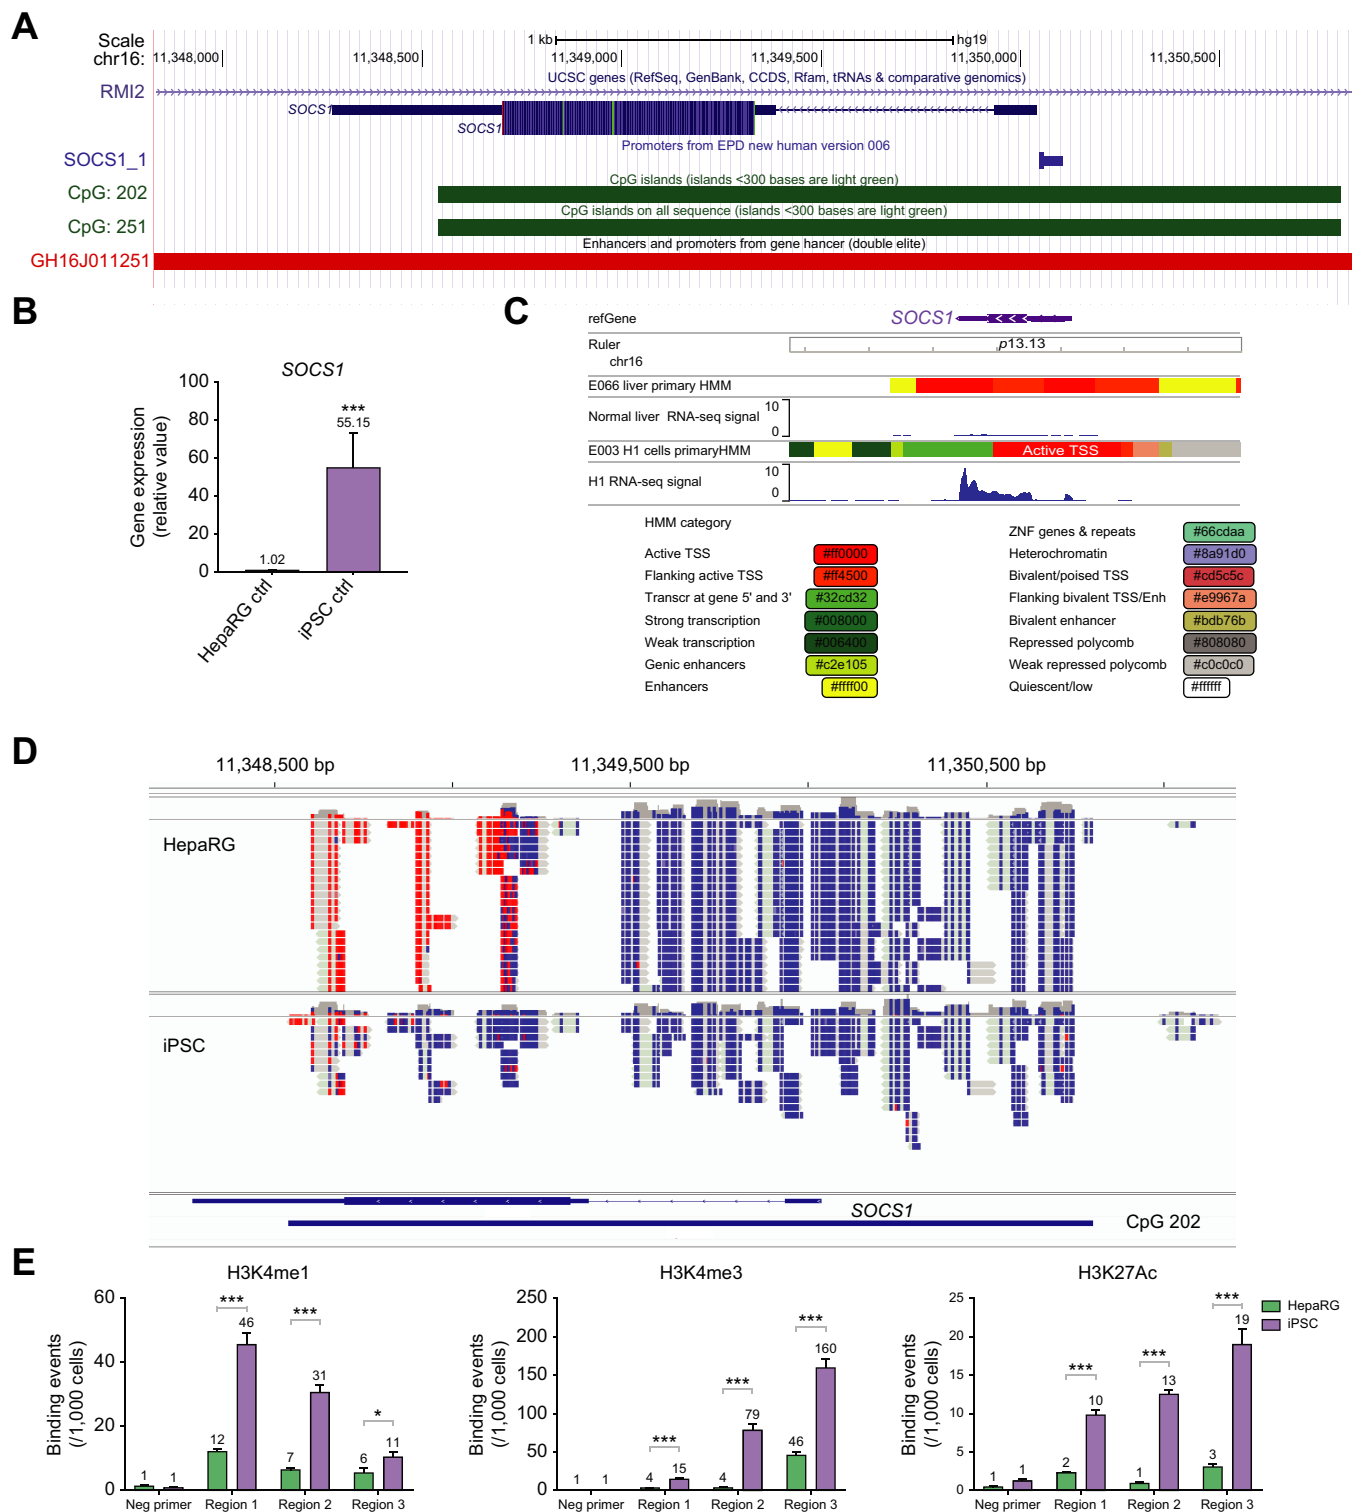 A
Scale
1 kb
hg19
chr16:
11,348,000
11,348,500
11,349,000
11,349,500
11,350,000
11,350,500
UCSC genes (RefSeq, GenBank, CCDS, Rfam, tRNAs & comparative genomics)
RMI2
SOCS1
SOCS1
Promoters from EPD new human version 006
SOCS1_1
CpG islands (islands <300 bases are light green)
CpG: 202
CpG islands on all sequence (islands <300 bases are light green)
CpG: 251
Enhancers and promoters from gene hancer (double elite)
GH16J011251
B
SOCS1
Gene expression
(relative value)
100
80
60
40
20
0
***
55.15
1.02
HepaRG ctrl
iPSC ctrl
C
refGene
SOCS1
Ruler
chr16
p13.13
E066 liver primary HMM
Normal liver RNA-seq signal
10
0
E003 H1 cells primaryHMM
Active TSS
H1 RNA-seq signal
10
0
HMM category
Active TSS #ff0000
Flanking active TSS #ff4500
Transcr at gene 5' and 3' #32cd32
Strong transcription #008000
Weak transcription #006400
Genic enhancers #c2e105
Enhancers #ffff00
ZNF genes & repeats #66cdaa
Heterochromatin #8a91d0
Bivalent/poised TSS #cd5c5c
Flanking bivalent TSS/Enh #e9967a
Bivalent enhancer #bdb76b
Repressed polycomb #808080
Weak repressed polycomb #c0c0c0
Quiescent/low #ffffff
D
11,348,500 bp
11,349,500 bp
11,350,500 bp
HepaRG
iPSC
SOCS1
CpG 202
E
H3K4me1
Binding events
(/1,000 cells)
60
40
20
0
1
1
12
***
46
7
***
31
6
*
11
Neg primer
Region 1
Region 2
Region 3
H3K4me3
Binding events
(/1,000 cells)
250
200
150
100
50
0
1
1
4
***
15
4
***
79
46
***
160
Neg primer
Region 1
Region 2
Region 3
H3K27Ac
Binding events
(/1,000 cells)
25
20
15
10
5
0
1
1
2
***
10
1
***
13
3
***
19
Neg primer
Region 1
Region 2
Region 3
HepaRG
iPSC